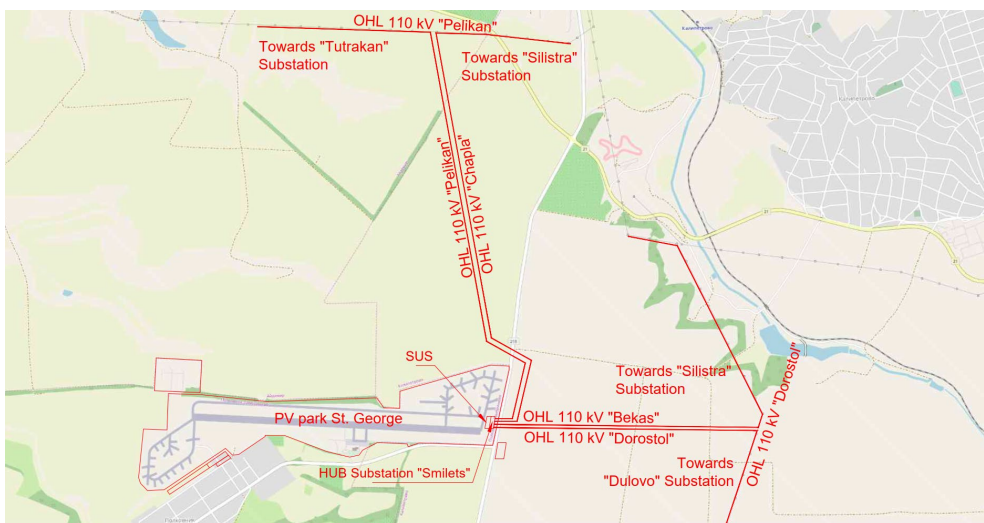 OHL 110 kV "Pelikan"
Towards "Tutrakan"
Substation
Towards "Silistra"
Substation
OHL 110 kV "Pelikan"
OHL 110 kV "Chapla"
SUS
Towards "Silistra"
Substation
OHL 110 kV "Dorostol"
PV park St. George
OHL 110 kV "Bekas"
OHL 110 kV "Dorostol"
HUB Substation "Smilets"
Towards
"Dulovo" Substation